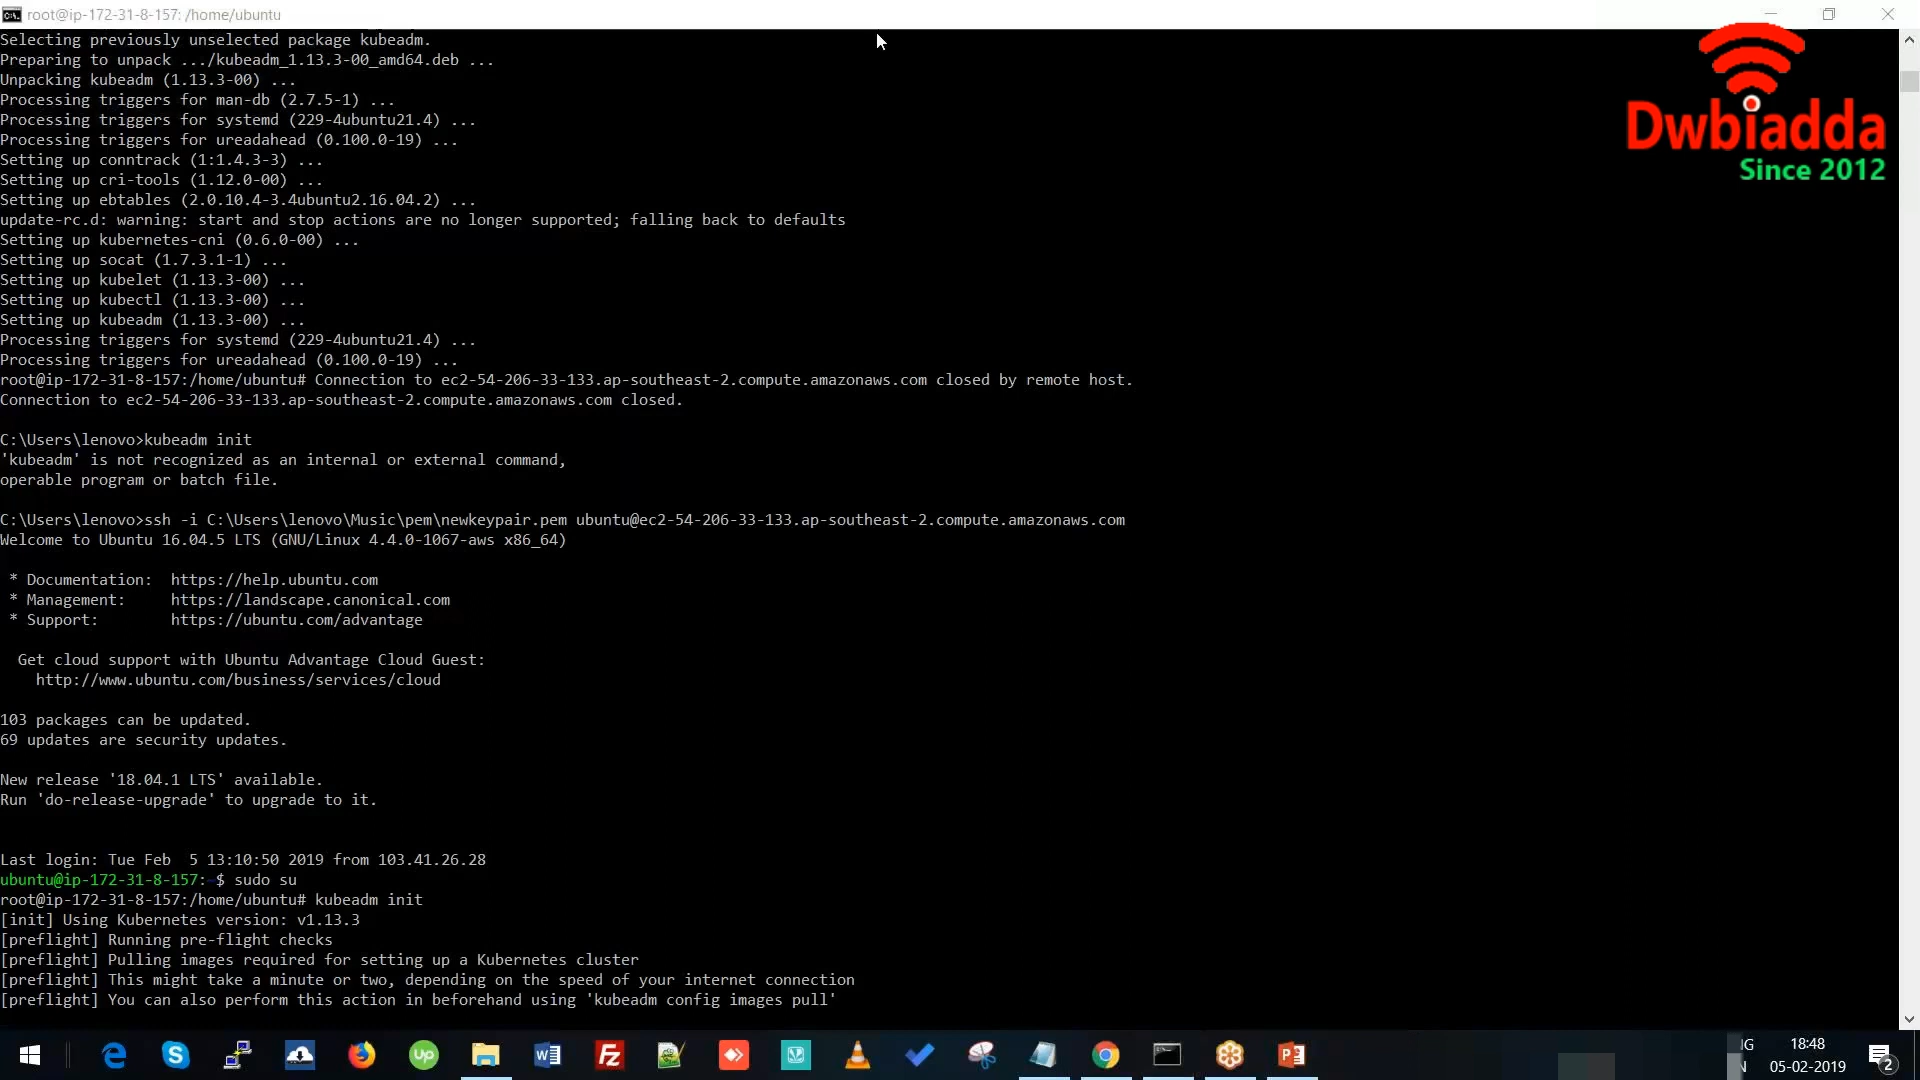 root@ip-172-31-8-157: /home/ubuntu
Selecting previously unselected package kubeadm.
Preparing to unpack .../kubeadm_1.13.3-00_amd64.deb ...
Unpacking kubeadm (1.13.3-00) ...
Processing triggers for man-db (2.7.5-1) ...
Processing triggers for systemd (229-4ubuntu21.4) ...
Processing triggers for ureadahead (0.100.0-19) ...
Setting up conntrack (1:1.4.3-3) ...
Setting up cri-tools (1.12.0-00) ...
Setting up ebtables (2.0.10.4-3.4ubuntu2.16.04.2) ...
update-rc.d: warning: start and stop actions are no longer supported; falling back to defaults
Setting up kubernetes-cni (0.6.0-00) ...
Setting up socat (1.7.3.1-1) ...
Setting up kubelet (1.13.3-00) ...
Setting up kubectl (1.13.3-00) ...
Setting up kubeadm (1.13.3-00) ...
Processing triggers for systemd (229-4ubuntu21.4) ...
Processing triggers for ureadahead (0.100.0-19) ...
root@ip-172-31-8-157:/home/ubuntu# Connection to ec2-54-206-33-133.ap-southeast-2.compute.amazonaws.com closed by remote host.
Connection to ec2-54-206-33-133.ap-southeast-2.compute.amazonaws.com closed.
C:\Users\lenovo>kubeadm init
'kubeadm' is not recognized as an internal or external command,
operable program or batch file.
C:\Users\lenovo>ssh -i C:\Users\lenovo\Music\pem\newkeypair.pem ubuntu@ec2-54-206-33-133.ap-southeast-2.compute.amazonaws.com
Welcome to Ubuntu 16.04.5 LTS (GNU/Linux 4.4.0-1067-aws x86_64)
* Documentation: https://help.ubuntu.com
* Management: https://landscape.canonical.com
* Support: https://ubuntu.com/advantage
Get cloud support with Ubuntu Advantage Cloud Guest:
http://www.ubuntu.com/business/services/cloud
103 packages can be updated.
69 updates are security updates.
New release '18.04.1 LTS' available.
Run 'do-release-upgrade' to upgrade to it.
Last login: Tue Feb 5 13:10:50 2019 from 103.41.26.28
ubuntu@ip-172-31-8-157:~$ sudo su
root@ip-172-31-8-157:/home/ubuntu# kubeadm init
[init] Using Kubernetes version: v1.13.3
[preflight] Running pre-flight checks
[preflight] Pulling images required for setting up a Kubernetes cluster
[preflight] This might take a minute or two, depending on the speed of your internet connection
[preflight] You can also perform this action in beforehand using 'kubeadm config images pull'
Dwbiadda
Since 2012
18:48
05-02-2019
2